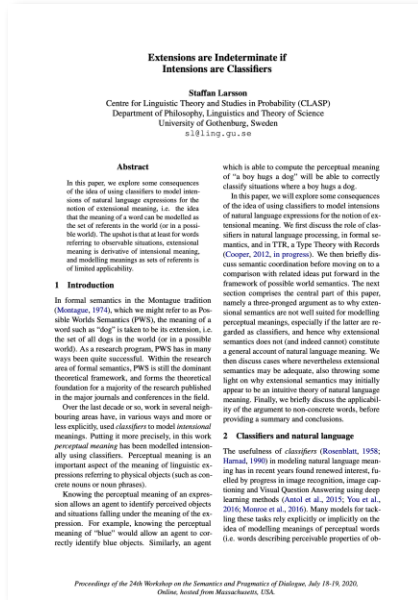 Extensions are Indeterminate if
Intensions are Classifiers
Staffan Larsson
Centre for Linguistic Theory and Studies in Probability (CLASP)
Department of Philosophy, Linguistics and Theory of Science
University of Gothenburg, Sweden
sl@ling.gu.se
Abstract
In this paper, we explore some consequences
of the idea of using classifiers to model inten-
sions of natural language expressions for the
notion of extensional meaning, i.e. the idea
that the meaning of a word can be modelled as
the set of referents in the world (or in a possi-
ble world). The upshot is that at least for words
referring to observable situations, extensional
meaning is derivative of intensional meaning,
and modelling meanings as sets of referents is
of limited applicability.
1 Introduction
In formal semantics in the Montague tradition
(Montague, 1974), which we might refer to as Pos-
sible Worlds Semantics (PWS), the meaning of a
word such as “dog” is taken to be its extension, i.e.
the set of all dogs in the world (or in a possible
world). As a research program, PWS has in many
ways been quite successful. Within the research
area of formal semantics, PWS is still the dominant
theoretical framework, and forms the theoretical
foundation for a majority of the research published
in the major journals and conferences in the field.
Over the last decade or so, work in several neigh-
bouring areas have, in various ways and more or
less explicitly, used classifiers to model intensional
meanings. Putting it more precisely, in this work
perceptual meaning has been modelled intension-
ally using classifiers. Perceptual meaning is an
important aspect of the meaning of linguistic ex-
pressions referring to physical objects (such as con-
crete nouns or noun phrases).
Knowing the perceptual meaning of an expres-
sion allows an agent to identify perceived objects
and situations falling under the meaning of the ex-
pression. For example, knowing the perceptual
meaning of “blue” would allow an agent to cor-
rectly identify blue objects. Similarly, an agent
which is able to compute the perceptual meaning
of “a boy hugs a dog” will be able to correctly
classify situations where a boy hugs a dog.
In this paper, we will explore some consequences
of the idea of using classifiers to model intensions
of natural language expressions for the notion of ex-
tensional meaning. We first discuss the role of clas-
sifiers in natural language processing, in formal se-
mantics, and in TTR, a Type Theory with Records
(Cooper, 2012, in progress). We then briefly dis-
cuss semantic coordination before moving on to a
comparison with related ideas put forward in the
framework of possible world semantics. The next
section comprises the central part of this paper,
namely a three-pronged argument as to why exten-
sional semantics are not well suited for modelling
perceptual meanings, especially if the latter are re-
garded as classifiers, and hence why extensional
semantics does not (and indeed cannot) constitute
a general account of natural language meaning. We
then discuss cases where nevertheless extensional
semantics may be adequate, also throwing some
light on why extensional semantics may initially
appear to be an intuitive theory of natural language
meaning. Finally, we briefly discuss the applicabil-
ity of the argument to non-concrete words, before
providing a summary and conclusions.
2 Classifiers and natural language
The usefulness of classifiers (Rosenblatt, 1958;
Harnad, 1990) in modeling natural language mean-
ing has in recent years found renewed interest, fu-
elled by progress in image recognition, image cap-
tioning and Visual Question Answering using deep
learning methods (Antol et al., 2015; You et al.,
2016; Monroe et al., 2016). Many models for tack-
ling these tasks rely explicitly or implicitly on the
idea of modelling meanings of perceptual words
(i.e. words describing perceivable properties of ob-
Proceedings of the 24th Workshop on the Semantics and Pragmatics of Dialogue, July 18-19, 2020,
Online, hosted from Massachusetts, USA.